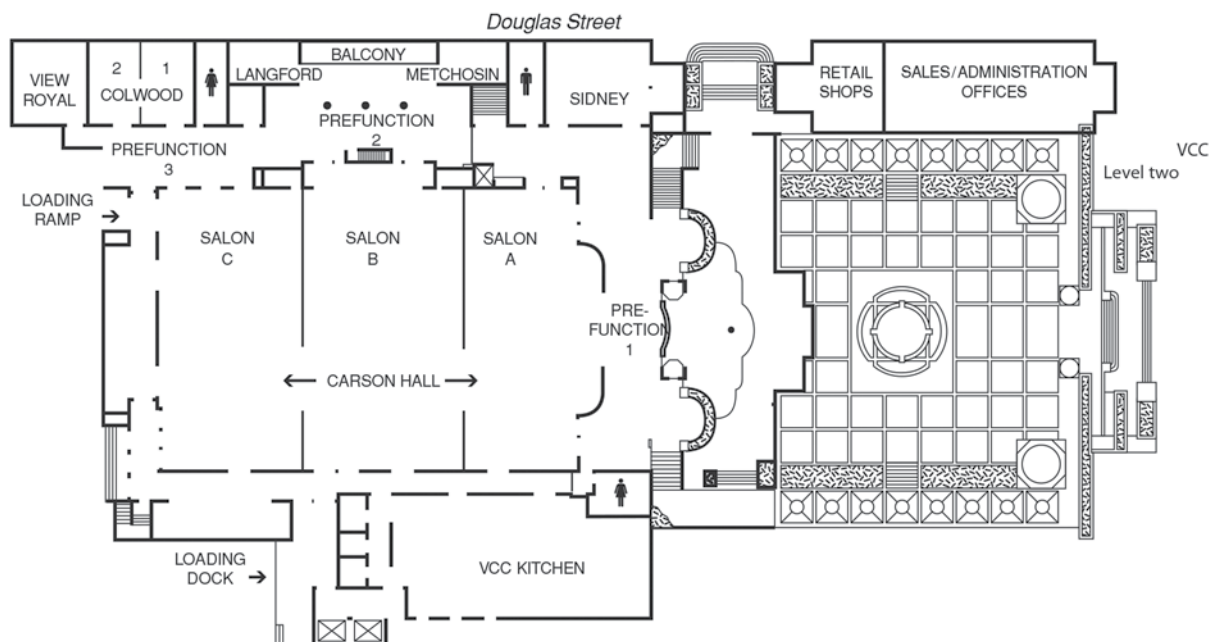 Douglas Street
BALCONY
VIEW
ROYAL
2 1
COLWOOD
LANGFORD
METCHOSIN
SIDNEY
RETAIL
SHOPS
SALES/ADMINISTRATION
OFFICES
PREFUNCTION
2
PREFUNCTION
3
VCC
Level two
LOADING
RAMP →
SALON
C
SALON
B
SALON
A
PRE-
FUNCTION
1
← CARSON HALL →
LOADING
DOCK →
VCC KITCHEN